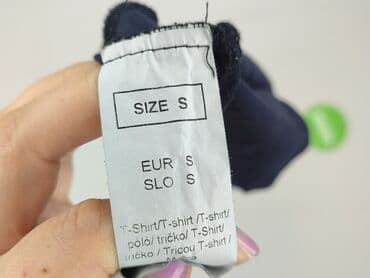 SIZE S
EUR S
SLO S
T-Shirt/T-shirt /T-shirt/
póló/ tričko/ T-Shirt/
tričko / Tricou T-shirt /